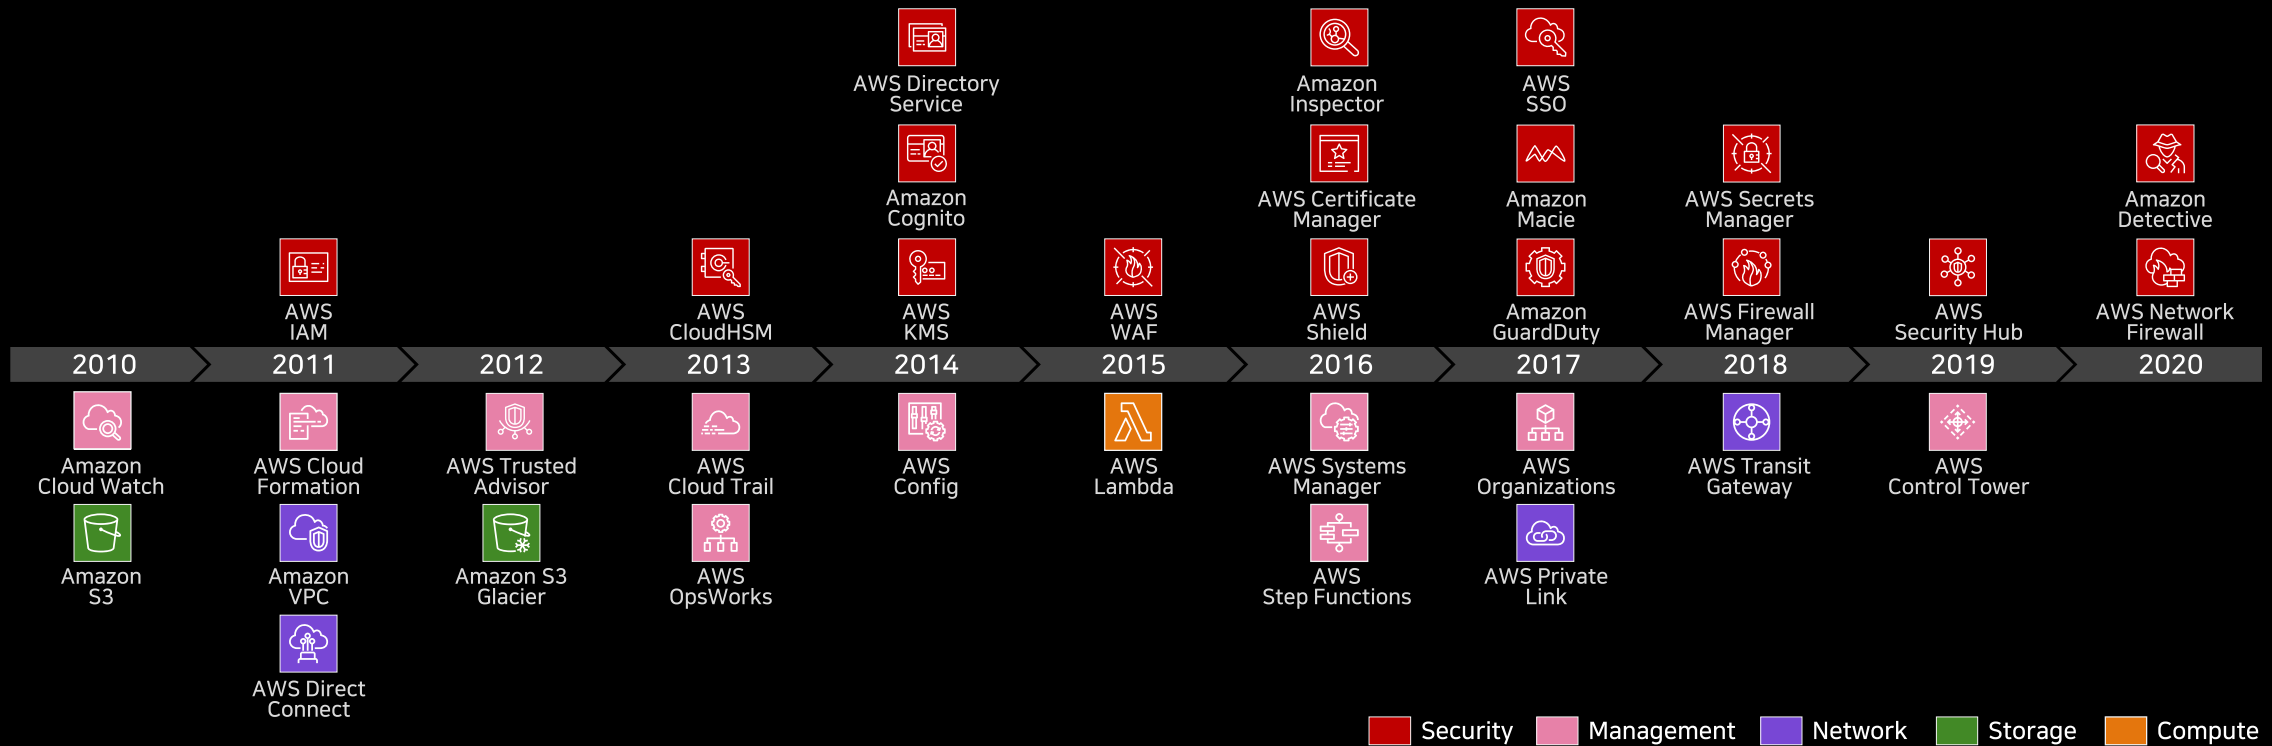 AWS Directory
Service
Amazon
Inspector
AWS
SSO
Amazon
Cognito
AWS Certificate
Manager
Amazon
Macie
AWS Secrets
Manager
Amazon
Detective
AWS
IAM
AWS
CloudHSM
AWS
KMS
AWS
WAF
AWS
Shield
Amazon
GuardDuty
AWS Firewall
Manager
AWS
Security Hub
AWS Network
Firewall
2010
2011
2012
2013
2014
2015
2016
2017
2018
2019
2020
Amazon
Cloud Watch
AWS Cloud
Formation
AWS Trusted
Advisor
AWS
Cloud Trail
AWS
Config
AWS
Lambda
AWS Systems
Manager
AWS
Organizations
AWS Transit
Gateway
AWS
Control Tower
Amazon
S3
Amazon
VPC
Amazon S3
Glacier
AWS
OpsWorks
AWS
Step Functions
AWS Private
Link
AWS Direct
Connect
Security
Management
Network
Storage
Compute